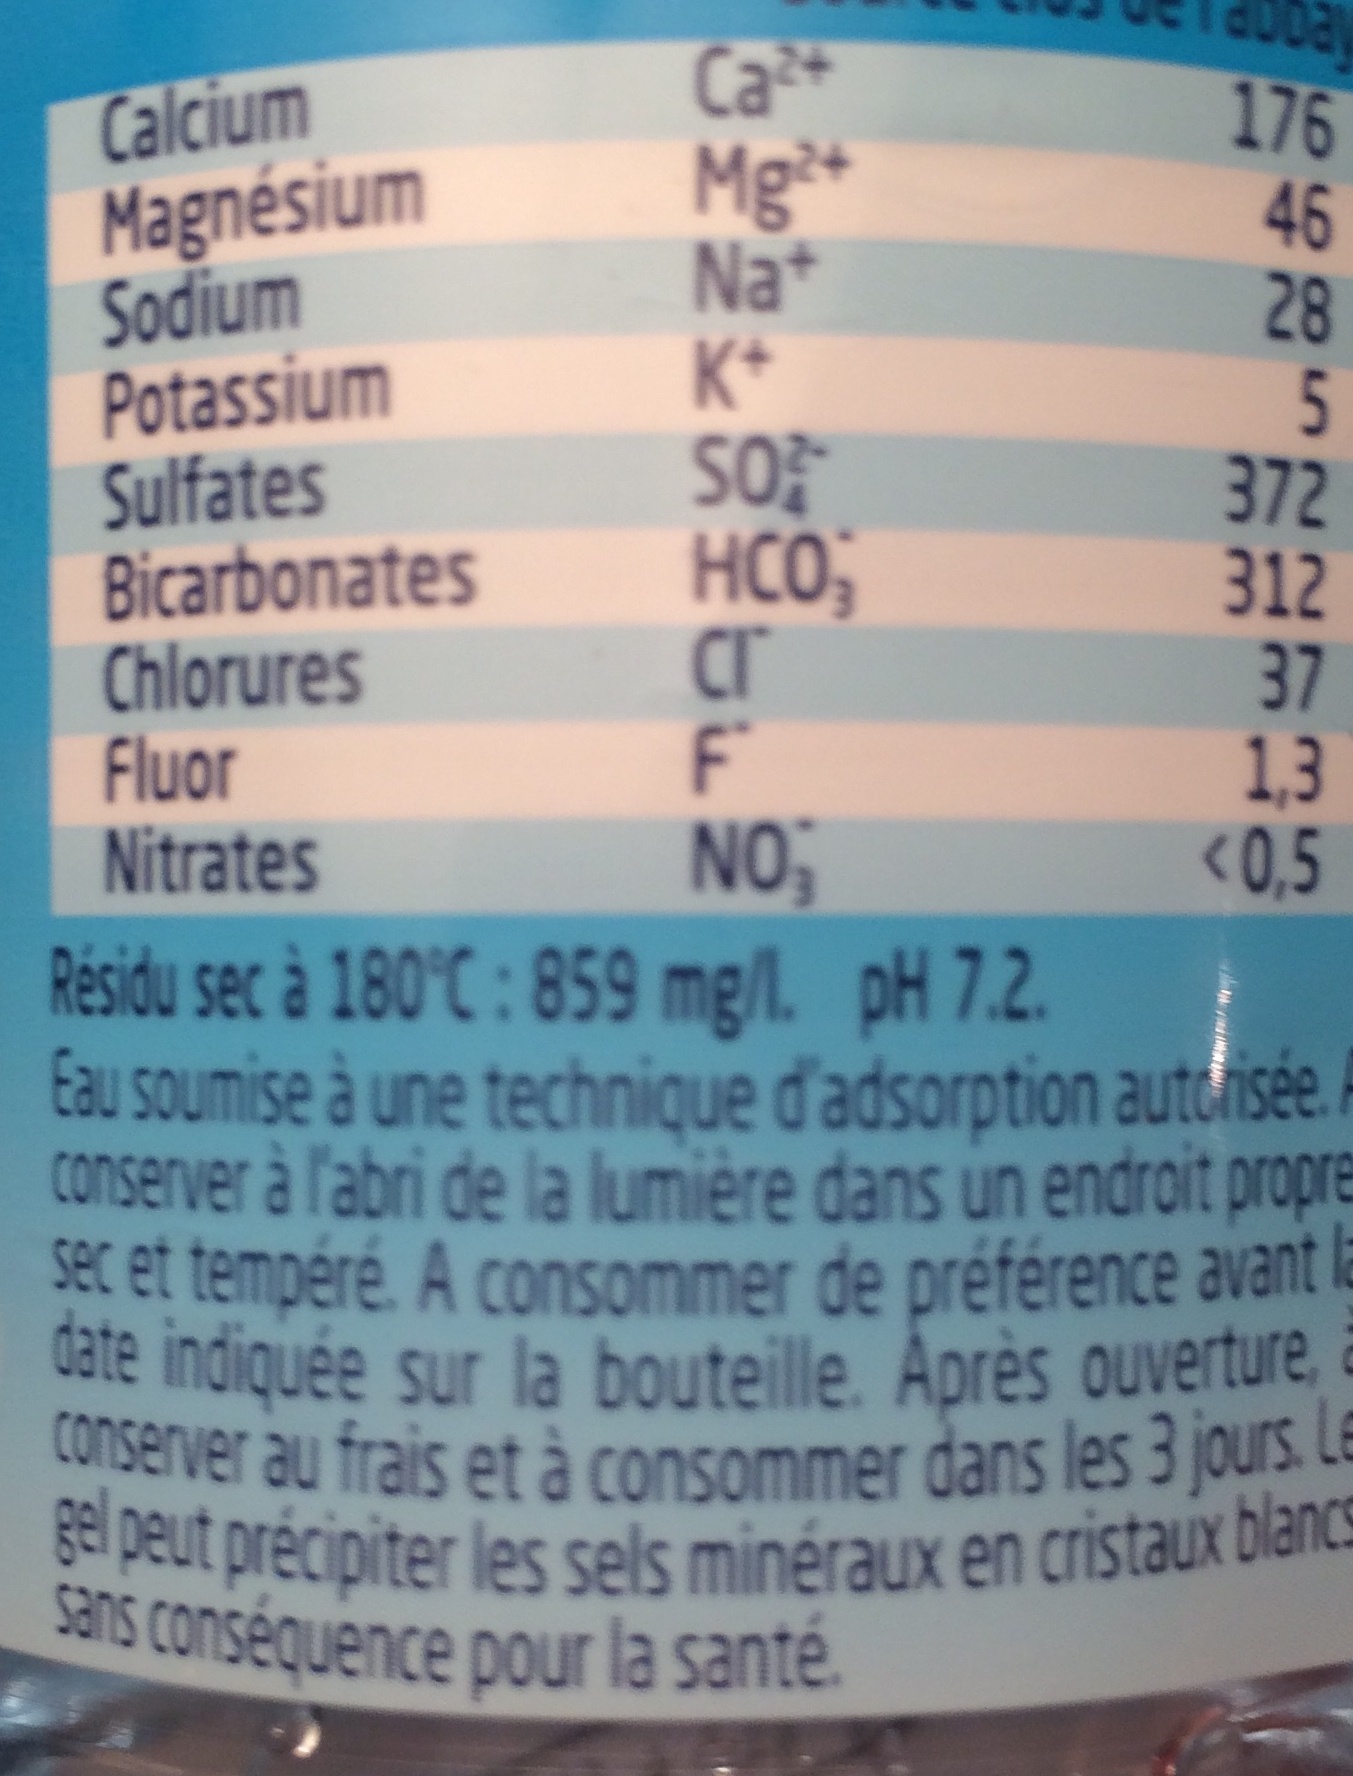 de l'abbay
Calcium Ca²⁺ 176
Magnésium Mg²⁺ 46
Sodium Na⁺ 28
Potassium K⁺ 5
Sulfates SO₄²⁻ 372
Bicarbonates HCO₃⁻ 312
Chlorures Cl⁻ 37
Fluor F⁻ 1,3
Nitrates NO₃⁻ <0,5
Résidu sec à 180°C : 859 mg/l. pH 7.2.
Eau soumise à une technique d'adsorption autorisée. A
conserver à l'abri de la lumière dans un endroit propre
sec et tempéré. A consommer de préférence avant la
date indiquée sur la bouteille. Après ouverture, à
conserver au frais et à consommer dans les 3 jours. Le
gel peut précipiter les sels minéraux en cristaux blancs
sans conséquence pour la santé.